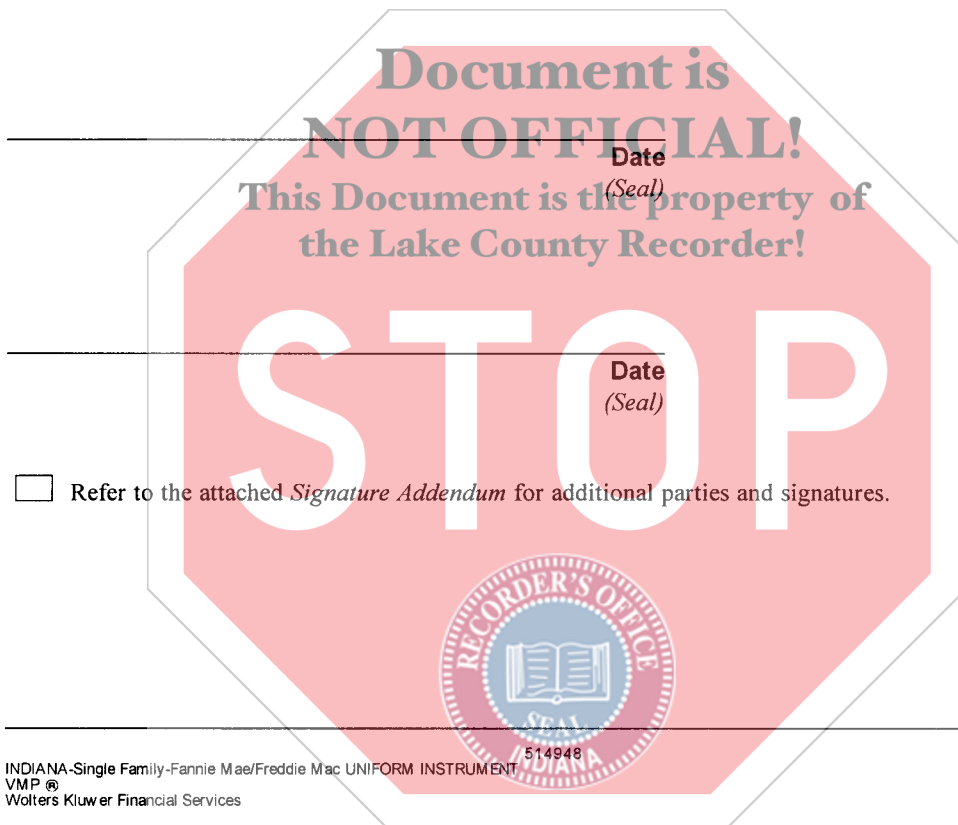 Document is
NOT OFFICIAL!
Date
(Seal)
This Document is the property of
the Lake County Recorder!
STOP
Date
(Seal)
Refer to the attached Signature Addendum for additional parties and signatures.
RECORDER'S OFFICE
SEAL
INDIANA
514948
INDIANA-Single Family-Fannie Mae/Freddie Mac UNIFORM INSTRUMENT
VMP ®
Wolters Kluwer Financial Services